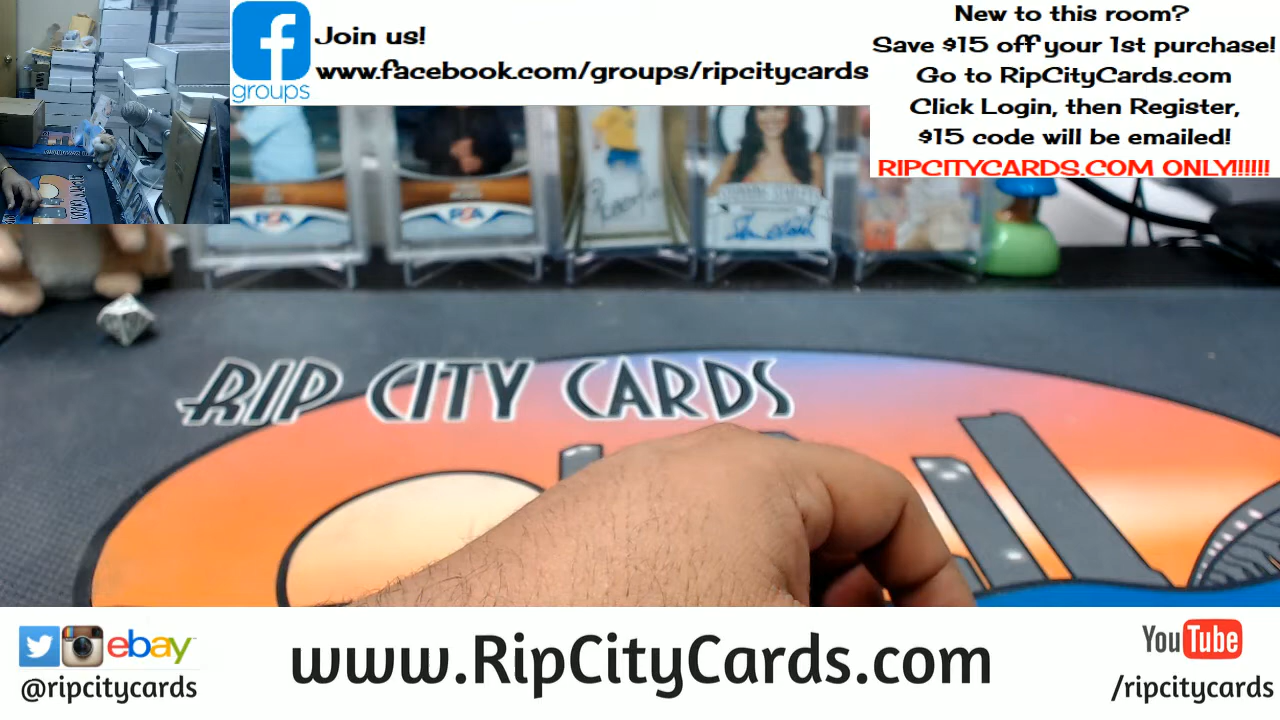 Join us!
www.facebook.com/groups/ripcitycards
groups
New to this room?
Save $15 off your 1st purchase!
Go to RipCityCards.com
Click Login, then Register,
$15 code will be emailed!
RIPCITYCARDS.COM ONLY!!!!!!
RIP CITY CARDS
ebay
@ripcitycards
www.RipCityCards.com
YouTube
/ripcitycards